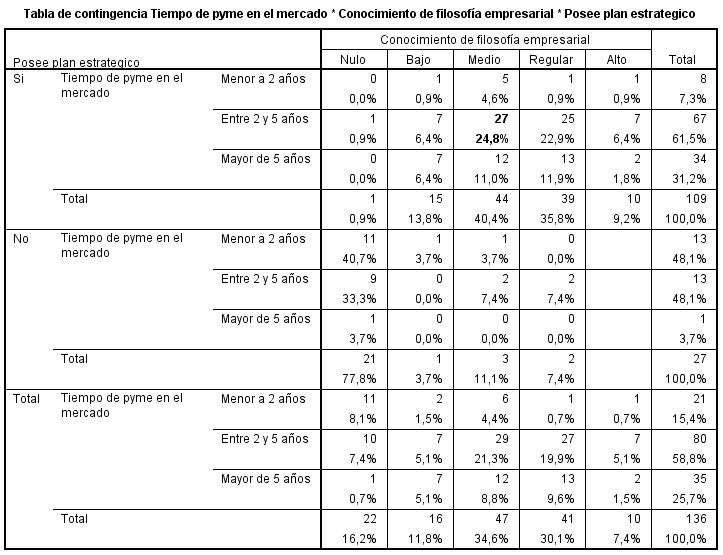 Tabla de contingencia Tiempo de pyme en el mercado * Conocimiento de filosofía empresarial * Posee plan estrategico
Conocimiento de filosofía empresarial
Posee plan estrategico Nulo Bajo Medio Regular Alto Total
Si Tiempo de pyme en el mercado Menor a 2 años 0 1 5 1 1 8
0,0% 0,9% 4,6% 0,9% 0,9% 7,3%
Entre 2 y 5 años 1 7 27 25 7 67
0,9% 6,4% 24,8% 22,9% 6,4% 61,5%
Mayor de 5 años 0 7 12 13 2 34
0,0% 6,4% 11,0% 11,9% 1,8% 31,2%
Total 1 15 44 39 10 109
0,9% 13,8% 40,4% 35,8% 9,2% 100,0%
No Tiempo de pyme en el mercado Menor a 2 años 11 1 1 0 13
40,7% 3,7% 3,7% 0,0% 48,1%
Entre 2 y 5 años 9 0 2 2 13
33,3% 0,0% 7,4% 7,4% 48,1%
Mayor de 5 años 1 0 0 0 1
3,7% 0,0% 0,0% 0,0% 3,7%
Total 21 1 3 2 27
77,8% 3,7% 11,1% 7,4% 100,0%
Total Tiempo de pyme en el mercado Menor a 2 años 11 2 6 1 1 21
8,1% 1,5% 4,4% 0,7% 0,7% 15,4%
Entre 2 y 5 años 10 7 29 27 7 80
7,4% 5,1% 21,3% 19,9% 5,1% 58,8%
Mayor de 5 años 1 7 12 13 2 35
0,7% 5,1% 8,8% 9,6% 1,5% 25,7%
Total 22 16 47 41 10 136
16,2% 11,8% 34,6% 30,1% 7,4% 100,0%